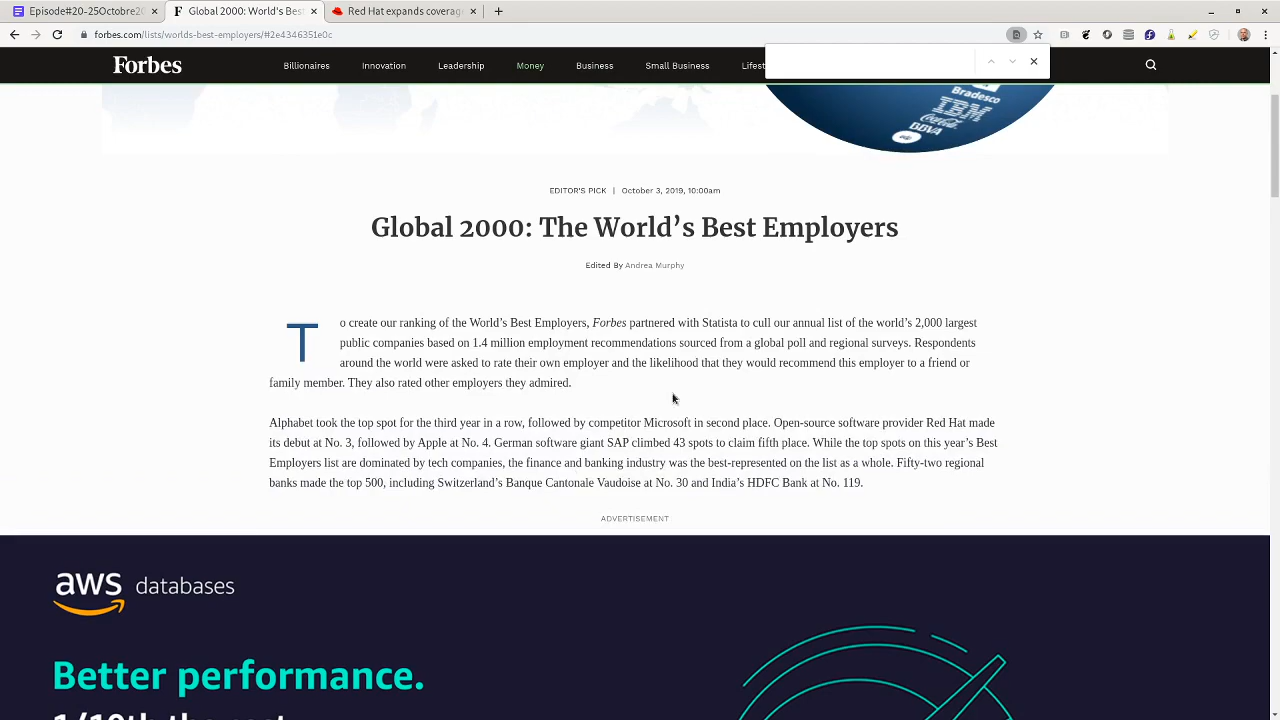 Episode#20-25Octobre2
Global 2000: World's Best
Red Hat expands coverag
forbes.com/lists/worlds-best-employers/#2e4346351e0c
Forbes
Billionaires
Innovation
Leadership
Money
Business
Small Business
Lifest
Bradesco
IBM
Coca-Cola
BBVA
EDITOR'S PICK | October 3, 2019, 10:00am
Global 2000: The World’s Best Employers
Edited By Andrea Murphy
To create our ranking of the World’s Best Employers, Forbes partnered with Statista to cull our annual list of the world’s 2,000 largest
public companies based on 1.4 million employment recommendations sourced from a global poll and regional surveys. Respondents
around the world were asked to rate their own employer and the likelihood that they would recommend this employer to a friend or
family member. They also rated other employers they admired.
Alphabet took the top spot for the third year in a row, followed by competitor Microsoft in second place. Open-source software provider Red Hat made
its debut at No. 3, followed by Apple at No. 4. German software giant SAP climbed 43 spots to claim fifth place. While the top spots on this year’s Best
Employers list are dominated by tech companies, the finance and banking industry was the best-represented on the list as a whole. Fifty-two regional
banks made the top 500, including Switzerland’s Banque Cantonale Vaudoise at No. 30 and India’s HDFC Bank at No. 119.
ADVERTISEMENT
aws databases
Better performance.
1/10th the cost